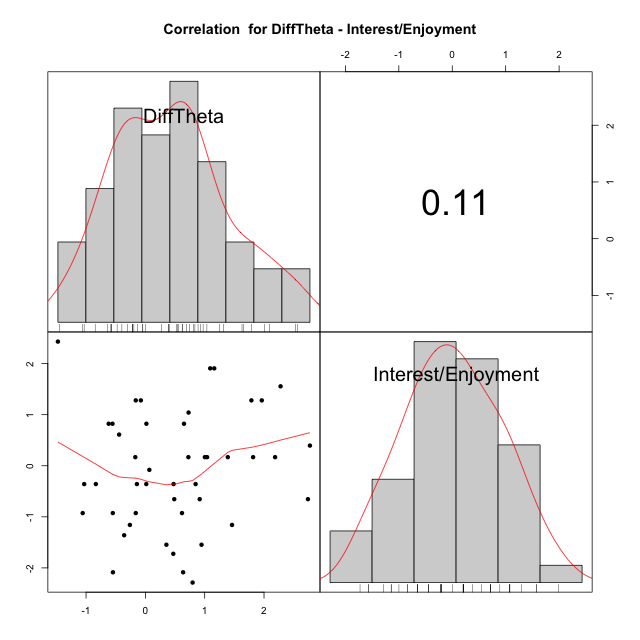 Correlation  for DiffTheta - Interest/Enjoyment
-2 -1 0 1 2
DiffTheta
0.11
2
1
0
-1
Interest/Enjoyment
2
1
0
-1
-2
-1 0 1 2